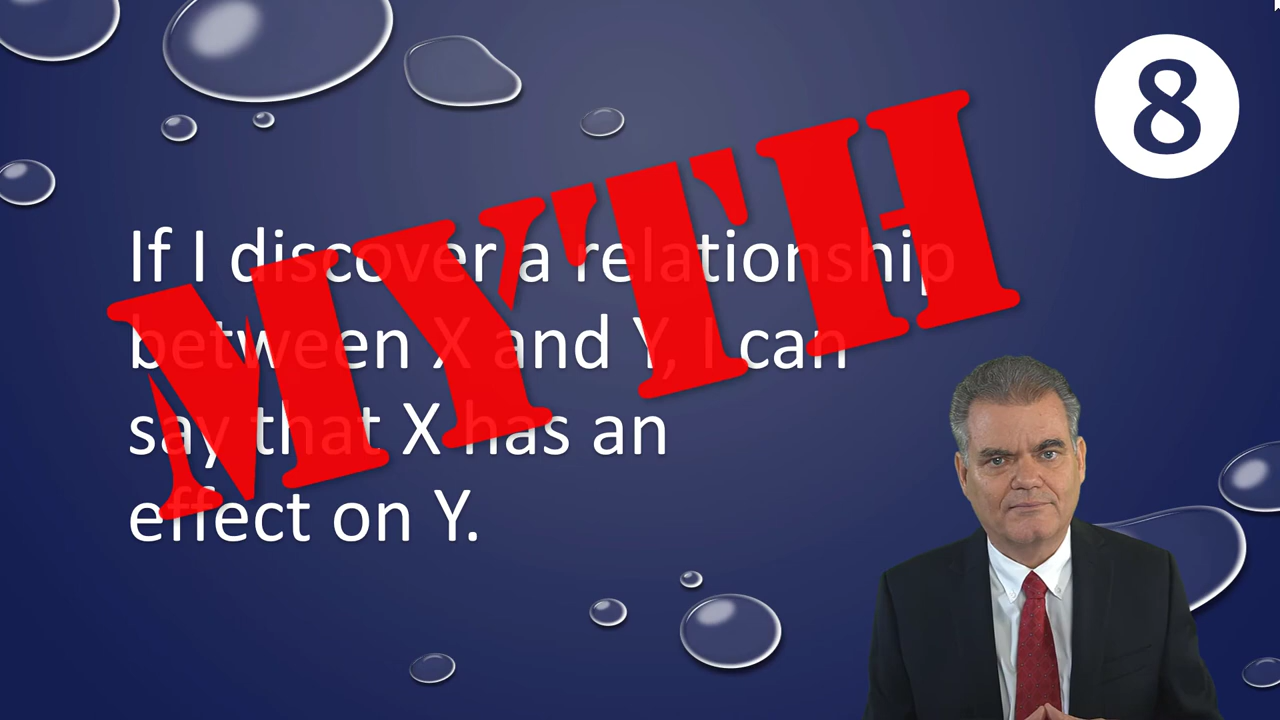 8
MYTH
If I discover a relationship
between X and Y, I can
say that X has an
effect on Y.